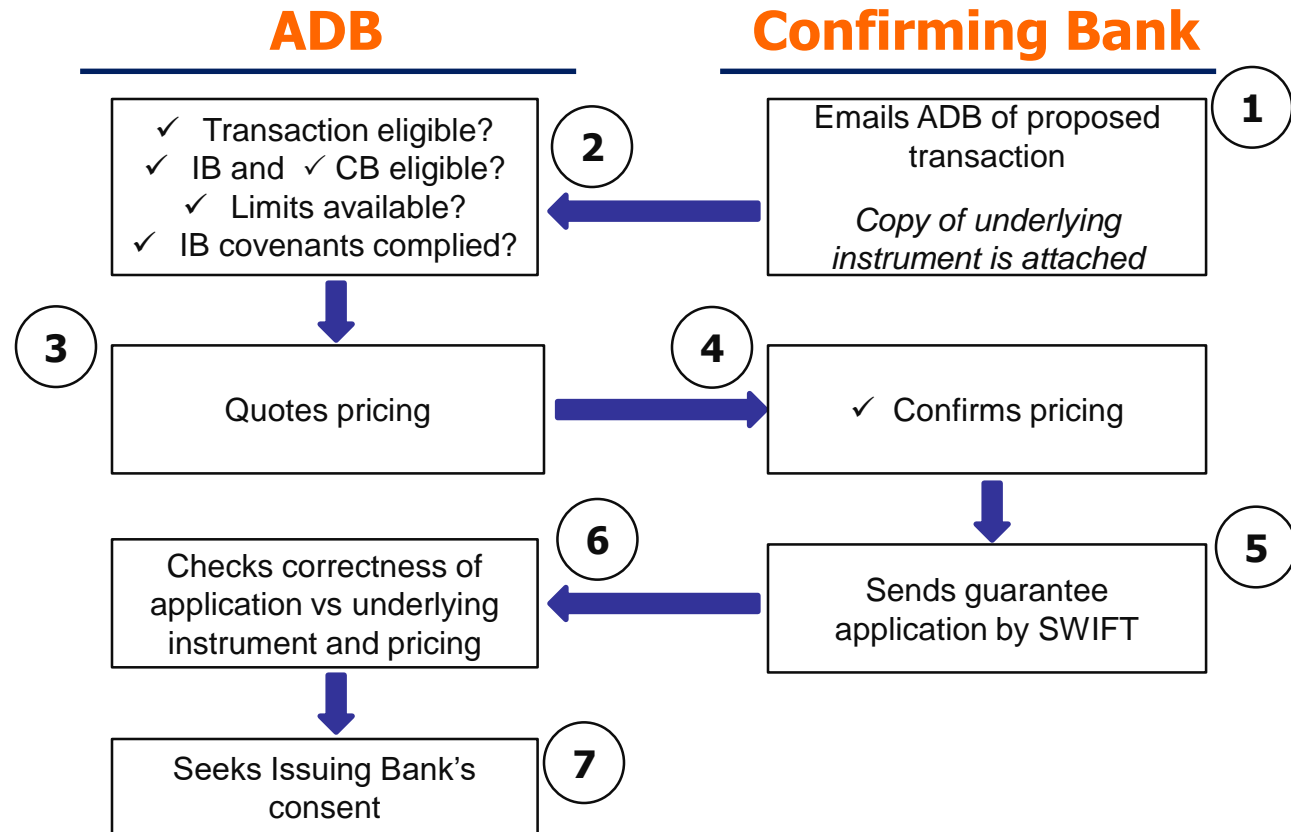 ADB
Confirming Bank
1
Emails ADB of proposed
transaction
Copy of underlying
instrument is attached
2
✓ Transaction eligible?
✓ IB and ✓ CB eligible?
✓ Limits available?
✓ IB covenants complied?
3
Quotes pricing
4
✓ Confirms pricing
5
Sends guarantee
application by SWIFT
6
Checks correctness of
application vs underlying
instrument and pricing
7
Seeks Issuing Bank's
consent